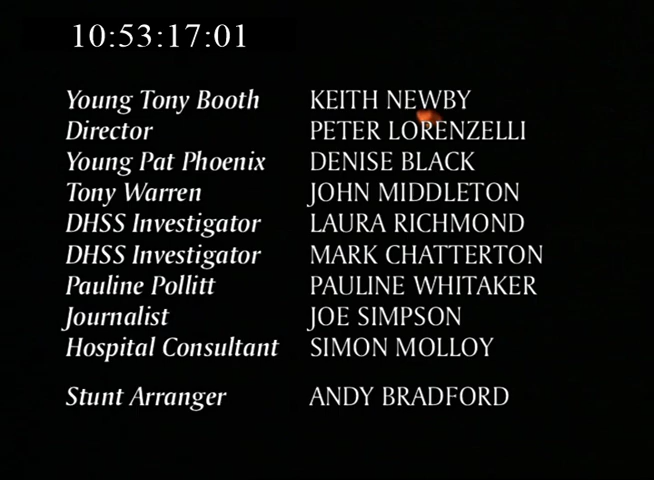 10:53:17:01
Young Tony Booth KEITH NEWBY
Director PETER LORENZELLI
Young Pat Phoenix DENISE BLACK
Tony Warren JOHN MIDDLETON
DHSS Investigator LAURA RICHMOND
DHSS Investigator MARK CHATTERTON
Pauline Pollitt PAULINE WHITAKER
Journalist JOE SIMPSON
Hospital Consultant SIMON MOLLOY
Stunt Arranger ANDY BRADFORD